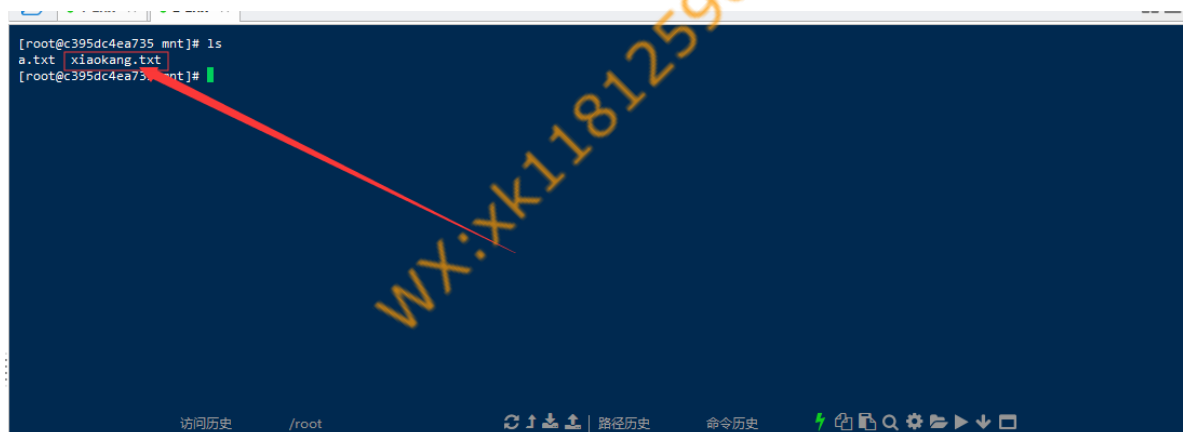 [root@c395dc4ea735 mnt]# ls
a.txt xiaokang.txt
[root@c395dc4ea735 mnt]#
wx:xk1181259
访问历史 /root 路径历史 命令历史